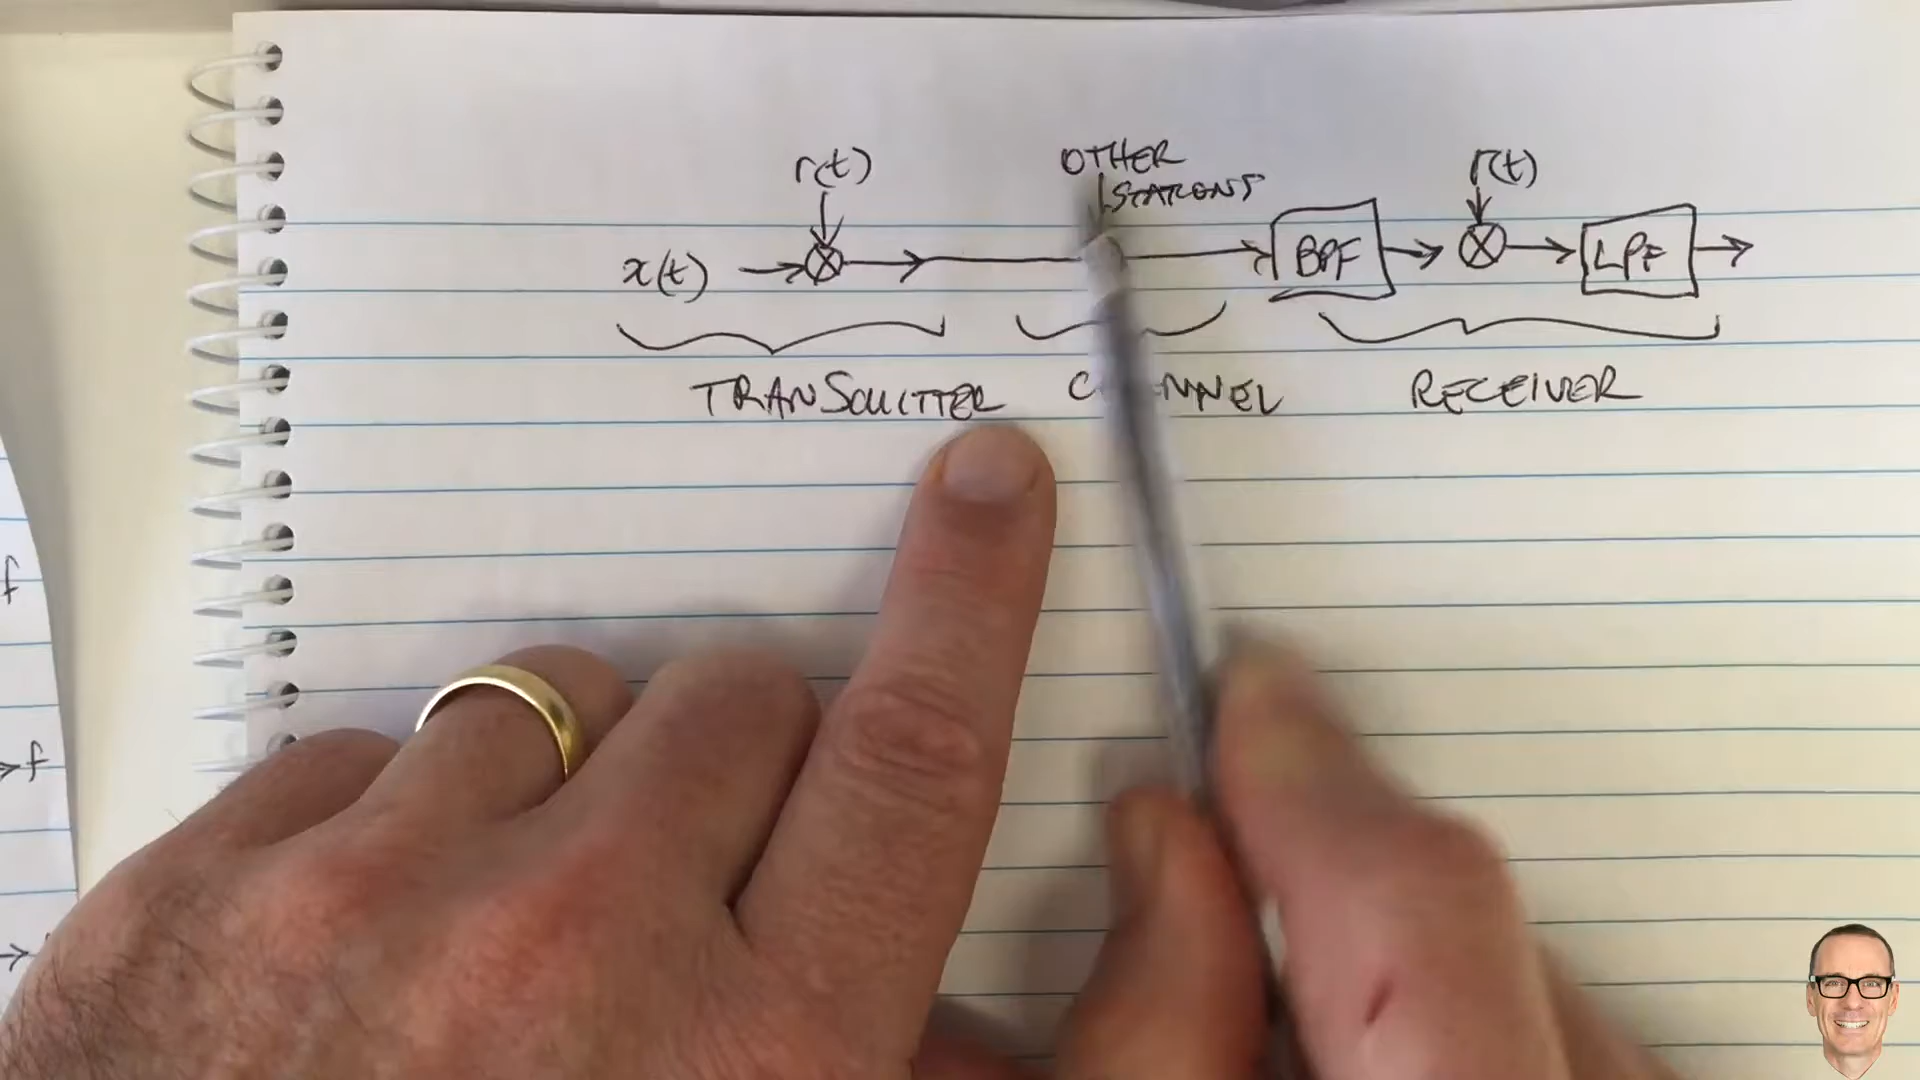 r(t)
OTHER
STATIONS
r(t)
x(t)
BPF
LPF
TRANSMITTER
RECEIVER
f
f